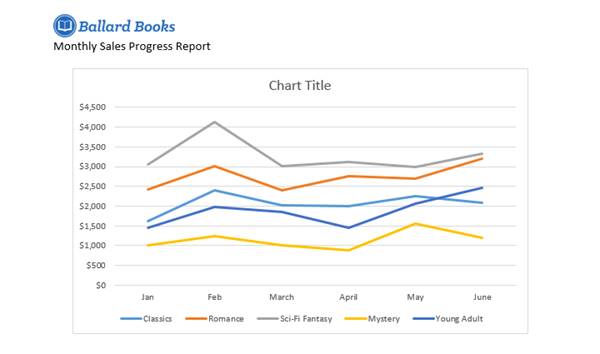 Ballard Books
Monthly Sales Progress Report
Chart Title
$4,500
$4,000
$3,500
$3,000
$2,500
$2,000
$1,500
$1,000
$500
$0
Jan Feb March April May June
Classics Romance Sci-Fi Fantasy Mystery Young Adult